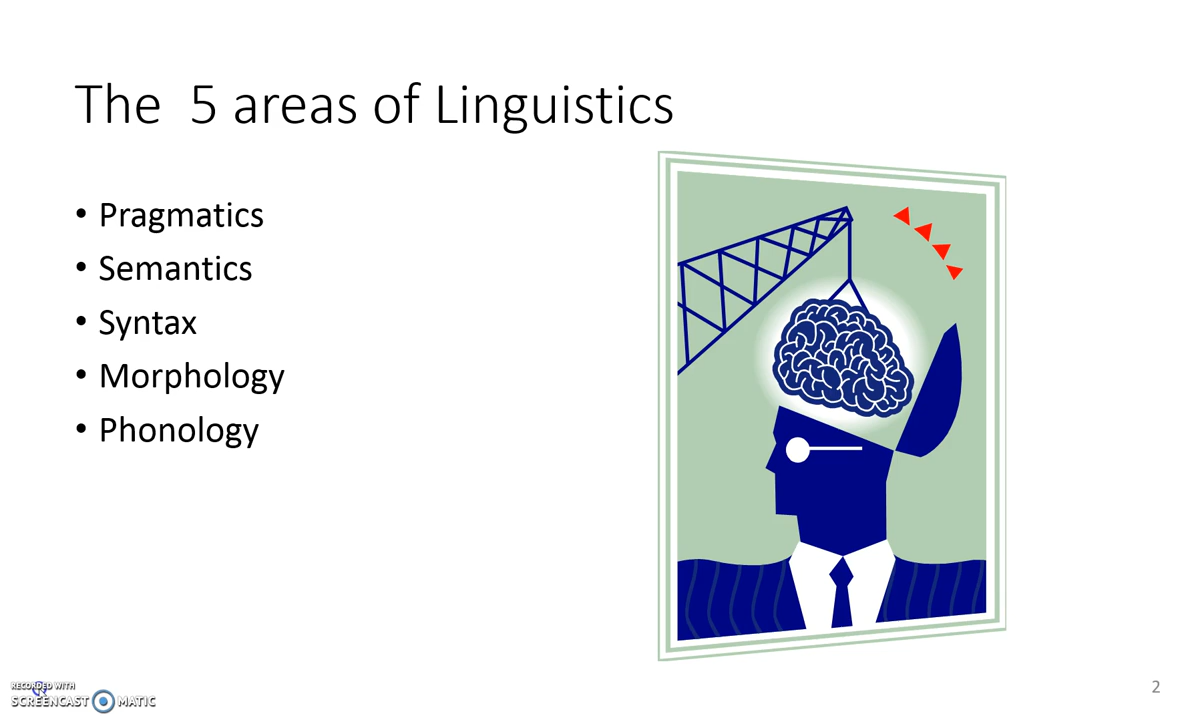 The  5 areas of Linguistics
• Pragmatics
• Semantics
• Syntax
• Morphology
• Phonology
RECORDED WITH
SCREENCAST MATIC
2